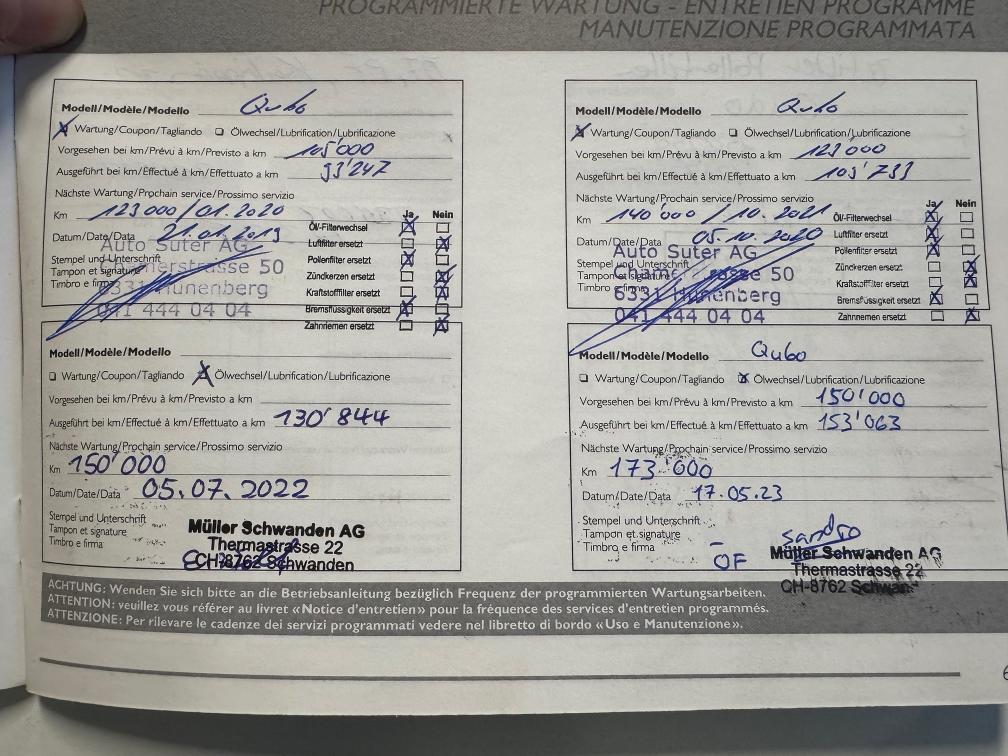 PROGRAMMIERTE WARTUNG - ENTRETIEN PROGRAMME
MANUTENZIONE PROGRAMMATA
Modell/Modèle/Modello Qubo
Wartung/Coupon/Tagliando Ölwechsel/Lubrification/Lubrificazione
Vorgesehen bei km/Prévu à km/Previsto a km 105'000
Ausgeführt bei km/Effectué à km/Effettuato a km 93'247
Nächste Wartung/Prochain service/Prossimo servizio
Km 123000/01.2020
Ja Nein
Datum/Date/Data 21.01.2019
Öl-Filterwechsel
Luftfilter ersetzt
Pollenfilter ersetzt
Zündkerzen ersetzt
Kraftstofffilter ersetzt
Bremsflüssigkeit ersetzt
Zahnriemen ersetzt
Stempel und Unterschrift
Tampon et signature
Timbro e firma
Auto Suter AG
50
6331 Hünenberg
041 444 04 04
Modell/Modèle/Modello Qubo
Wartung/Coupon/Tagliando Ölwechsel/Lubrification/Lubrificazione
Vorgesehen bei km/Prévu à km/Previsto a km 123000
Ausgeführt bei km/Effectué à km/Effettuato a km 109'733
Nächste Wartung/Prochain service/Prossimo servizio
Km 140'000 / 10.2021
Ja Nein
Datum/Date/Data 05.10.2020
Öl-Filterwechsel
Luftfilter ersetzt
Pollenfilter ersetzt
Zündkerzen ersetzt
Kraftstofffilter ersetzt
Bremsflüssigkeit ersetzt
Zahnriemen ersetzt
Stempel und Unterschrift
Tampon et signature
Timbro e firma
Auto Suter AG
50
6331 Hünenberg
041 444 04 04
Modell/Modèle/Modello
Wartung/Coupon/Tagliando Ölwechsel/Lubrification/Lubrificazione
Vorgesehen bei km/Prévu à km/Previsto a km
Ausgeführt bei km/Effectué à km/Effettuato a km 130'844
Nächste Wartung/Prochain service/Prossimo servizio
Km 150'000
Datum/Date/Data 05.07.2022
Stempel und Unterschrift
Tampon et signature
Timbro e firma
Müller Schwanden AG
Thermastrasse 22
CH-8762 Schwanden
Modell/Modèle/Modello Qubo
Wartung/Coupon/Tagliando Ölwechsel/Lubrification/Lubrificazione
Vorgesehen bei km/Prévu à km/Previsto a km 150'000
Ausgeführt bei km/Effectué à km/Effettuato a km 153'063
Nächste Wartung/Prochain service/Prossimo servizio
Km 173'000
Datum/Date/Data 17.05.23
Stempel und Unterschrift
Tampon et signature
Timbro e firma
ÖF
Sandro
Müller Schwanden AG
Thermastrasse 22
CH-8762
ACHTUNG: Wenden Sie sich bitte an die Betriebsanleitung bezüglich Frequenz der programmierten Wartungsarbeiten.
ATTENTION: veuillez vous référer au livret «Notice d'entretien» pour la fréquence des services d'entretien programmés.
ATTENZIONE: Per rilevare le cadenze dei servizi programmati vedere nel libretto di bordo «Uso e Manutenzione».